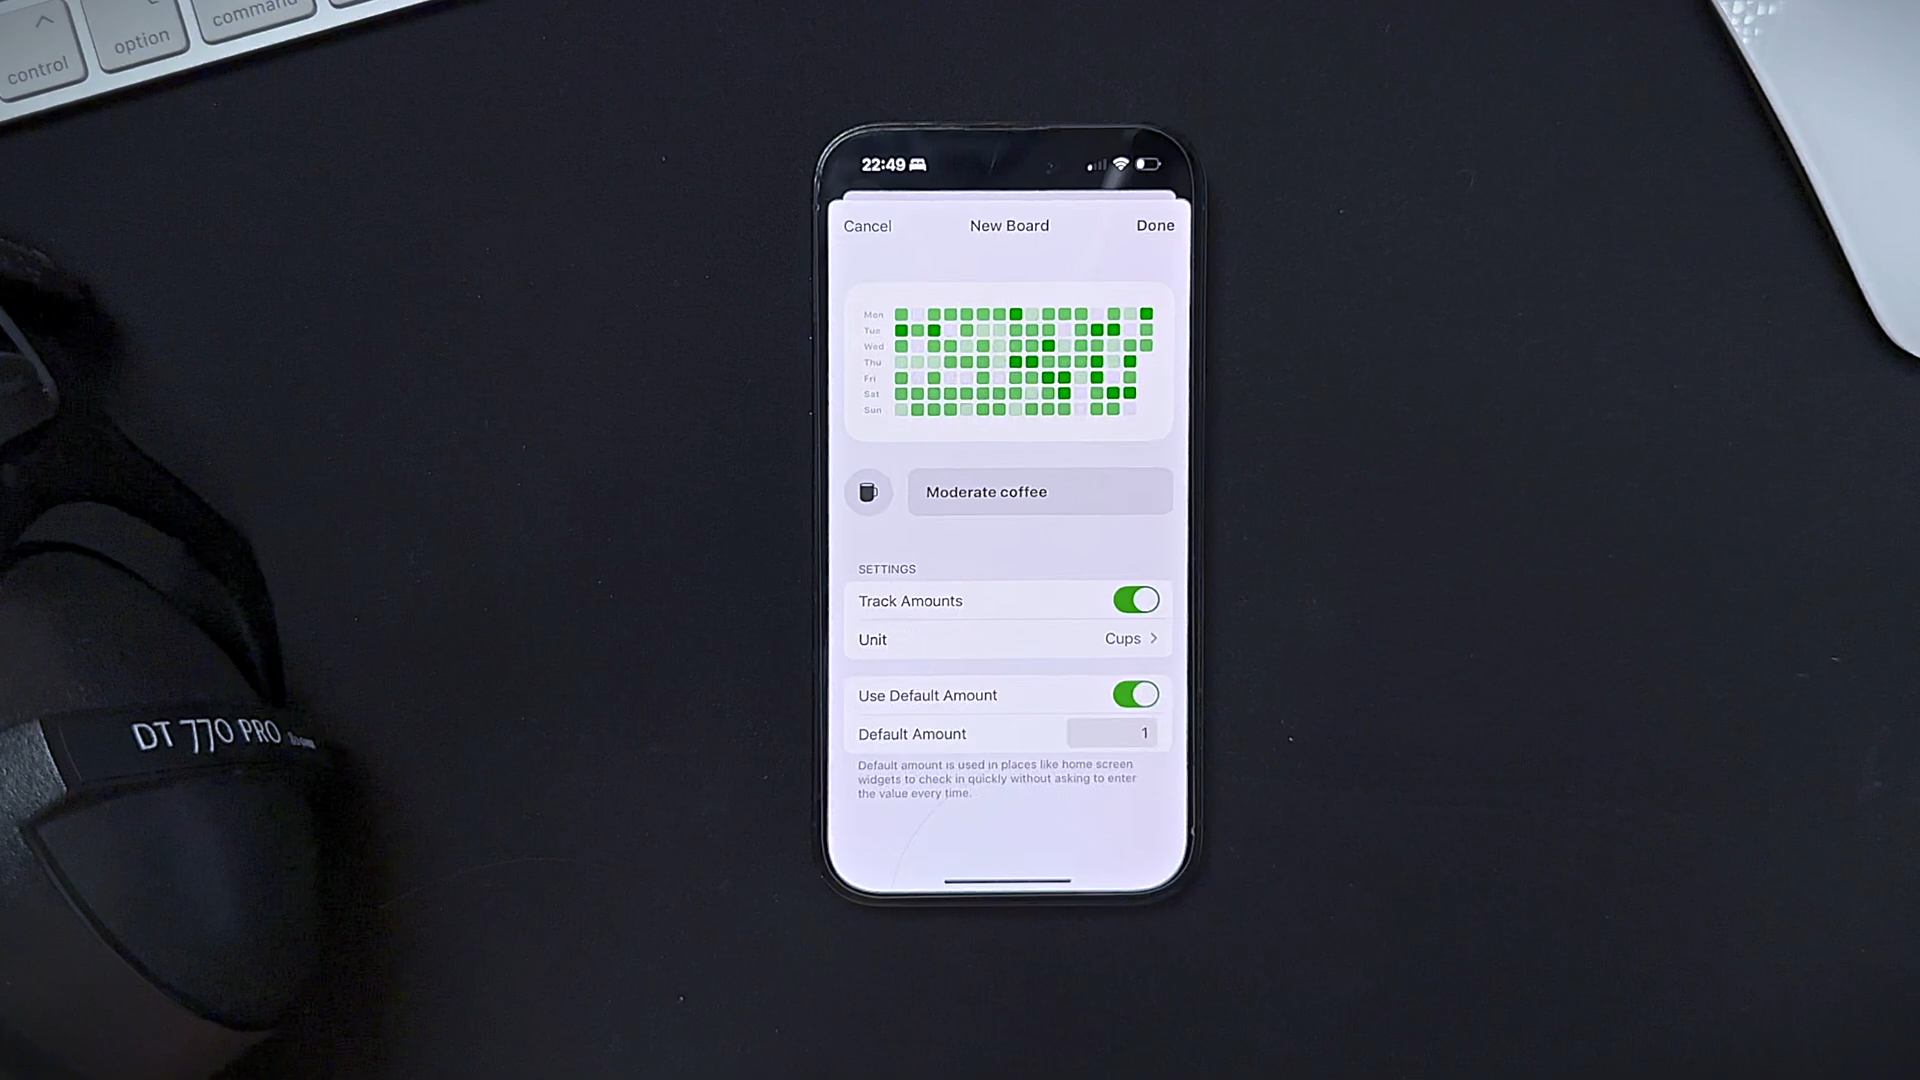 control
option
command
22:49
Cancel
New Board
Done
Mon
Tue
Wed
Thu
Fri
Sat
Sun
Moderate coffee
SETTINGS
Track Amounts
Unit
Cups
Use Default Amount
Default Amount
1
Default amount is used in places like home screen
widgets to check in quickly without asking to enter
the value every time.
DT 770 PRO